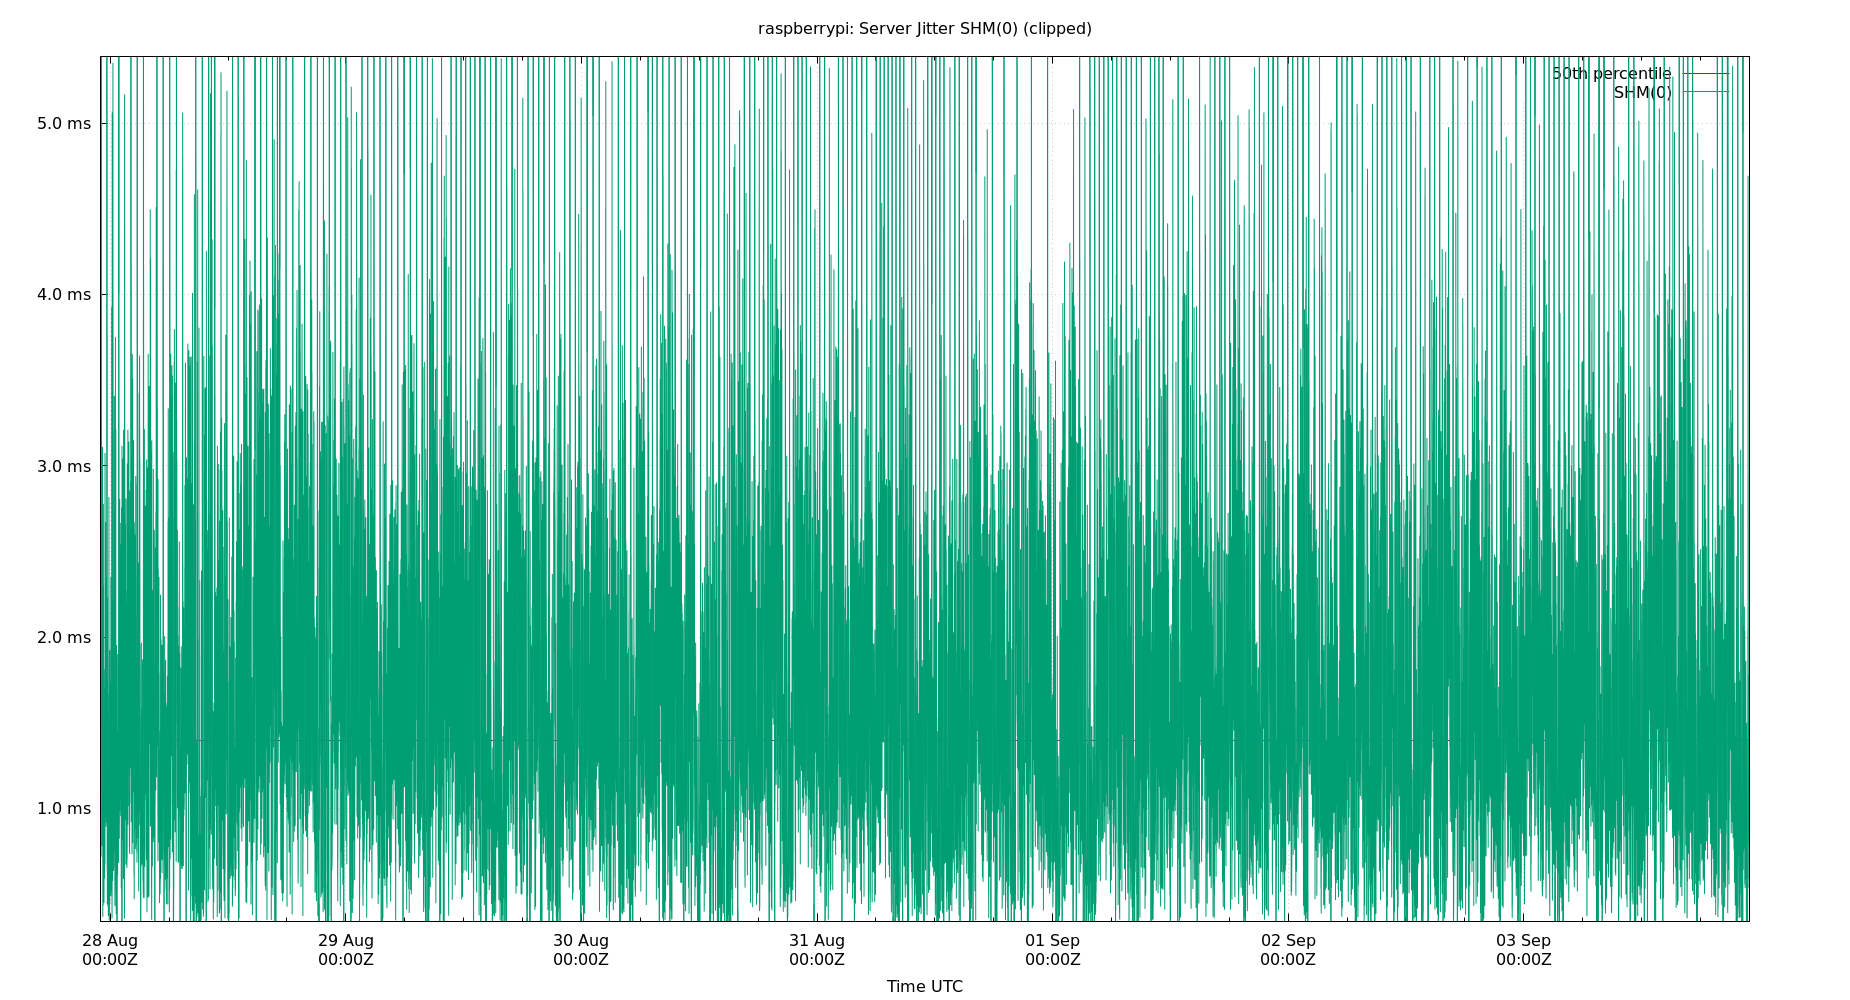 raspberrypi: Server Jitter SHM(0) (clipped)
50th percentile
SHM(0)
5.0 ms
4.0 ms
3.0 ms
2.0 ms
1.0 ms
28 Aug 29 Aug 30 Aug 31 Aug 01 Sep 02 Sep 03 Sep
00:00Z 00:00Z 00:00Z 00:00Z 00:00Z 00:00Z 00:00Z
Time UTC